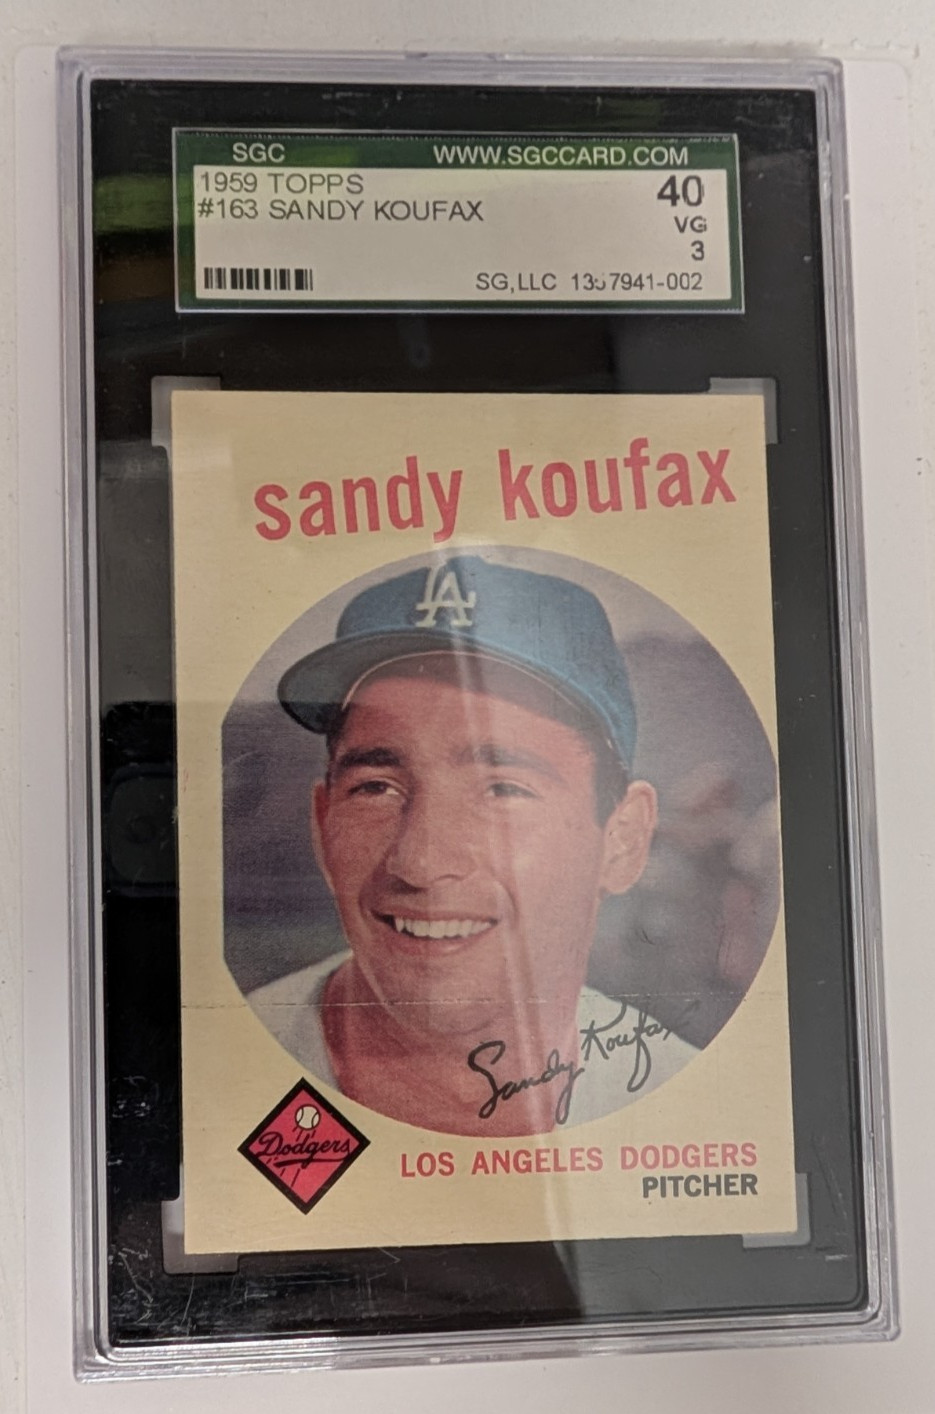 SGC WWW.SGCCARD.COM
1959 TOPPS 40
#163 SANDY KOUFAX VG
3
SG,LLC
sandy koufax
LA
Sandy Koufax
Dodgers
LOS ANGELES DODGERS
PITCHER